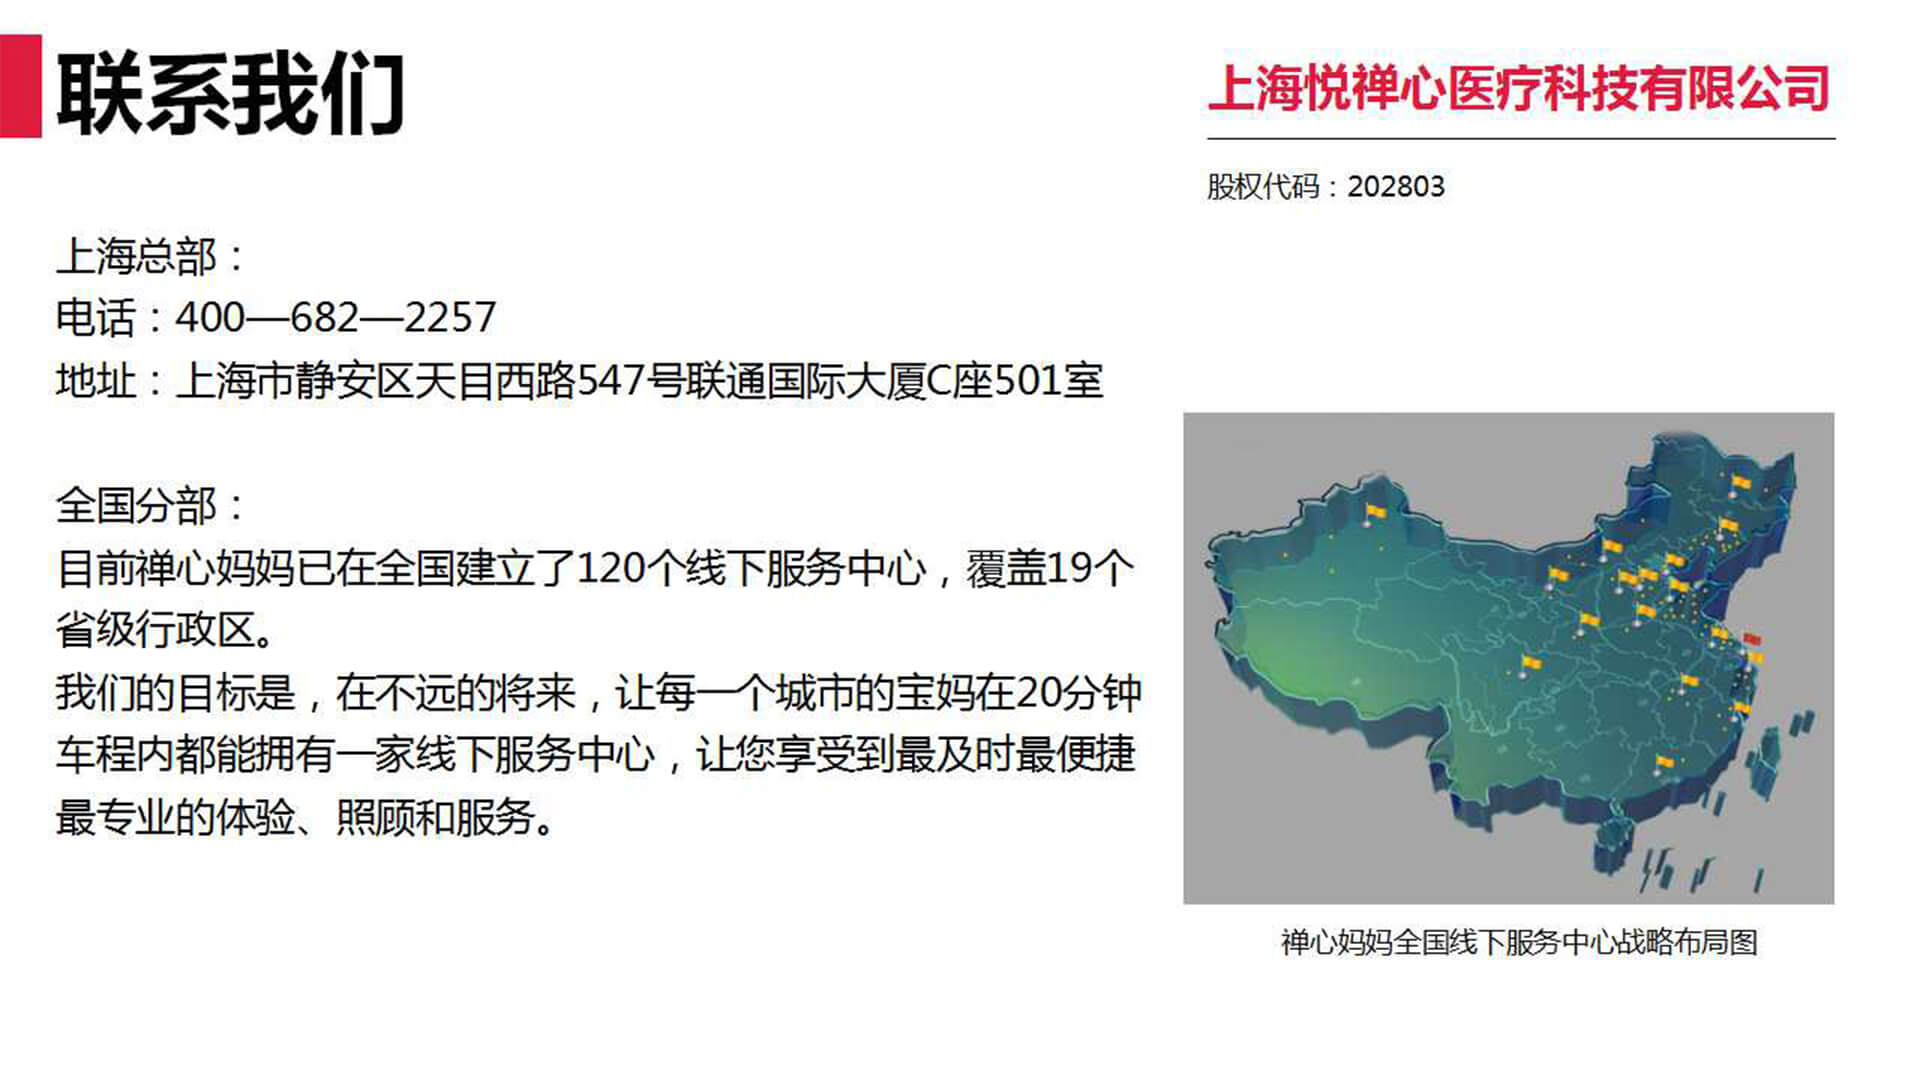 联系我们
上海悦禅心医疗科技有限公司
股权代码：202803
上海总部：
电话：400—682—2257
地址：上海市静安区天目西路547号联通国际大厦C座501室
全国分部：
目前禅心妈妈已在全国建立了120个线下服务中心，覆盖19个
省级行政区。
我们的目标是，在不远的将来，让每一个城市的宝妈在20分钟
车程内都能拥有一家线下服务中心，让您享受到最及时最便捷
最专业的体验、照顾和服务。
禅心妈妈全国线下服务中心战略布局图